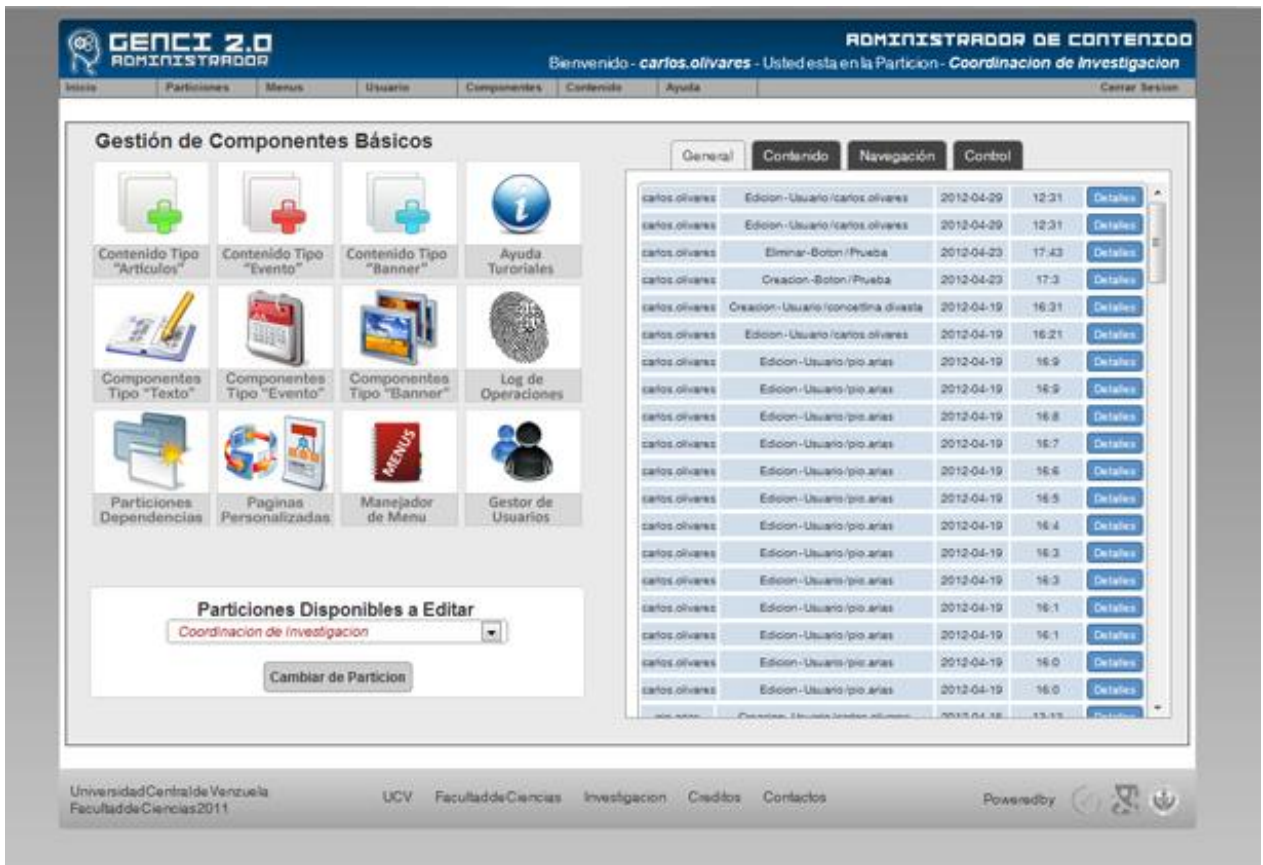 GENCI 2.0
ADMINISTRADOR
ADMINISTRADOR DE CONTENIDO
Bienvenido - carlos.olivares - Usted esta en la Particion - Coordinacion de Investigacion
Inicio Particiones Menus Usuario Componentes Contenido Ayuda Cerrar Sesion
Gestión de Componentes Básicos
Contenido Tipo "Articulos"
Contenido Tipo "Evento"
Contenido Tipo "Banner"
Ayuda Turoriales
Componentes Tipo "Texto"
Componentes Tipo "Evento"
Componentes Tipo "Banner"
Log de Operaciones
Particiones Dependencias
Paginas Personalizadas
MENUS
Manejador de Menu
Gestor de Usuarios
Particiones Disponibles a Editar
Coordinacion de Investigacion
Cambiar de Particion
General Contenido Navegación Control
carlos.olivares Edicion-Usuario/carlos.olivares 2012-04-29 12:31 Detalles
carlos.olivares Edicion-Usuario/carlos.olivares 2012-04-29 12:31 Detalles
carlos.olivares Eliminar-Boton/Prueba 2012-04-23 17:43 Detalles
carlos.olivares Creacion-Boton/Prueba 2012-04-23 17:3 Detalles
carlos.olivares Creacion-Usuario/concettina.divasta 2012-04-19 16:31 Detalles
carlos.olivares Edicion-Usuario/carlos.olivares 2012-04-19 16:21 Detalles
carlos.olivares Edicion-Usuario/pio.arias 2012-04-19 16:9 Detalles
carlos.olivares Edicion-Usuario/pio.arias 2012-04-19 16:9 Detalles
carlos.olivares Edicion-Usuario/pio.arias 2012-04-19 16:8 Detalles
carlos.olivares Edicion-Usuario/pio.arias 2012-04-19 16:7 Detalles
carlos.olivares Edicion-Usuario/pio.arias 2012-04-19 16:6 Detalles
carlos.olivares Edicion-Usuario/pio.arias 2012-04-19 16:5 Detalles
carlos.olivares Edicion-Usuario/pio.arias 2012-04-19 16:4 Detalles
carlos.olivares Edicion-Usuario/pio.arias 2012-04-19 16:3 Detalles
carlos.olivares Edicion-Usuario/pio.arias 2012-04-19 16:3 Detalles
carlos.olivares Edicion-Usuario/pio.arias 2012-04-19 16:1 Detalles
carlos.olivares Edicion-Usuario/pio.arias 2012-04-19 16:1 Detalles
carlos.olivares Edicion-Usuario/pio.arias 2012-04-19 16:0 Detalles
carlos.olivares Edicion-Usuario/pio.arias 2012-04-19 16:0 Detalles
Universidad Central de Venzuela
Facultad de Ciencias 2011
UCV Facultad de Ciencias Investigacion Creditos Contactos
Powered by